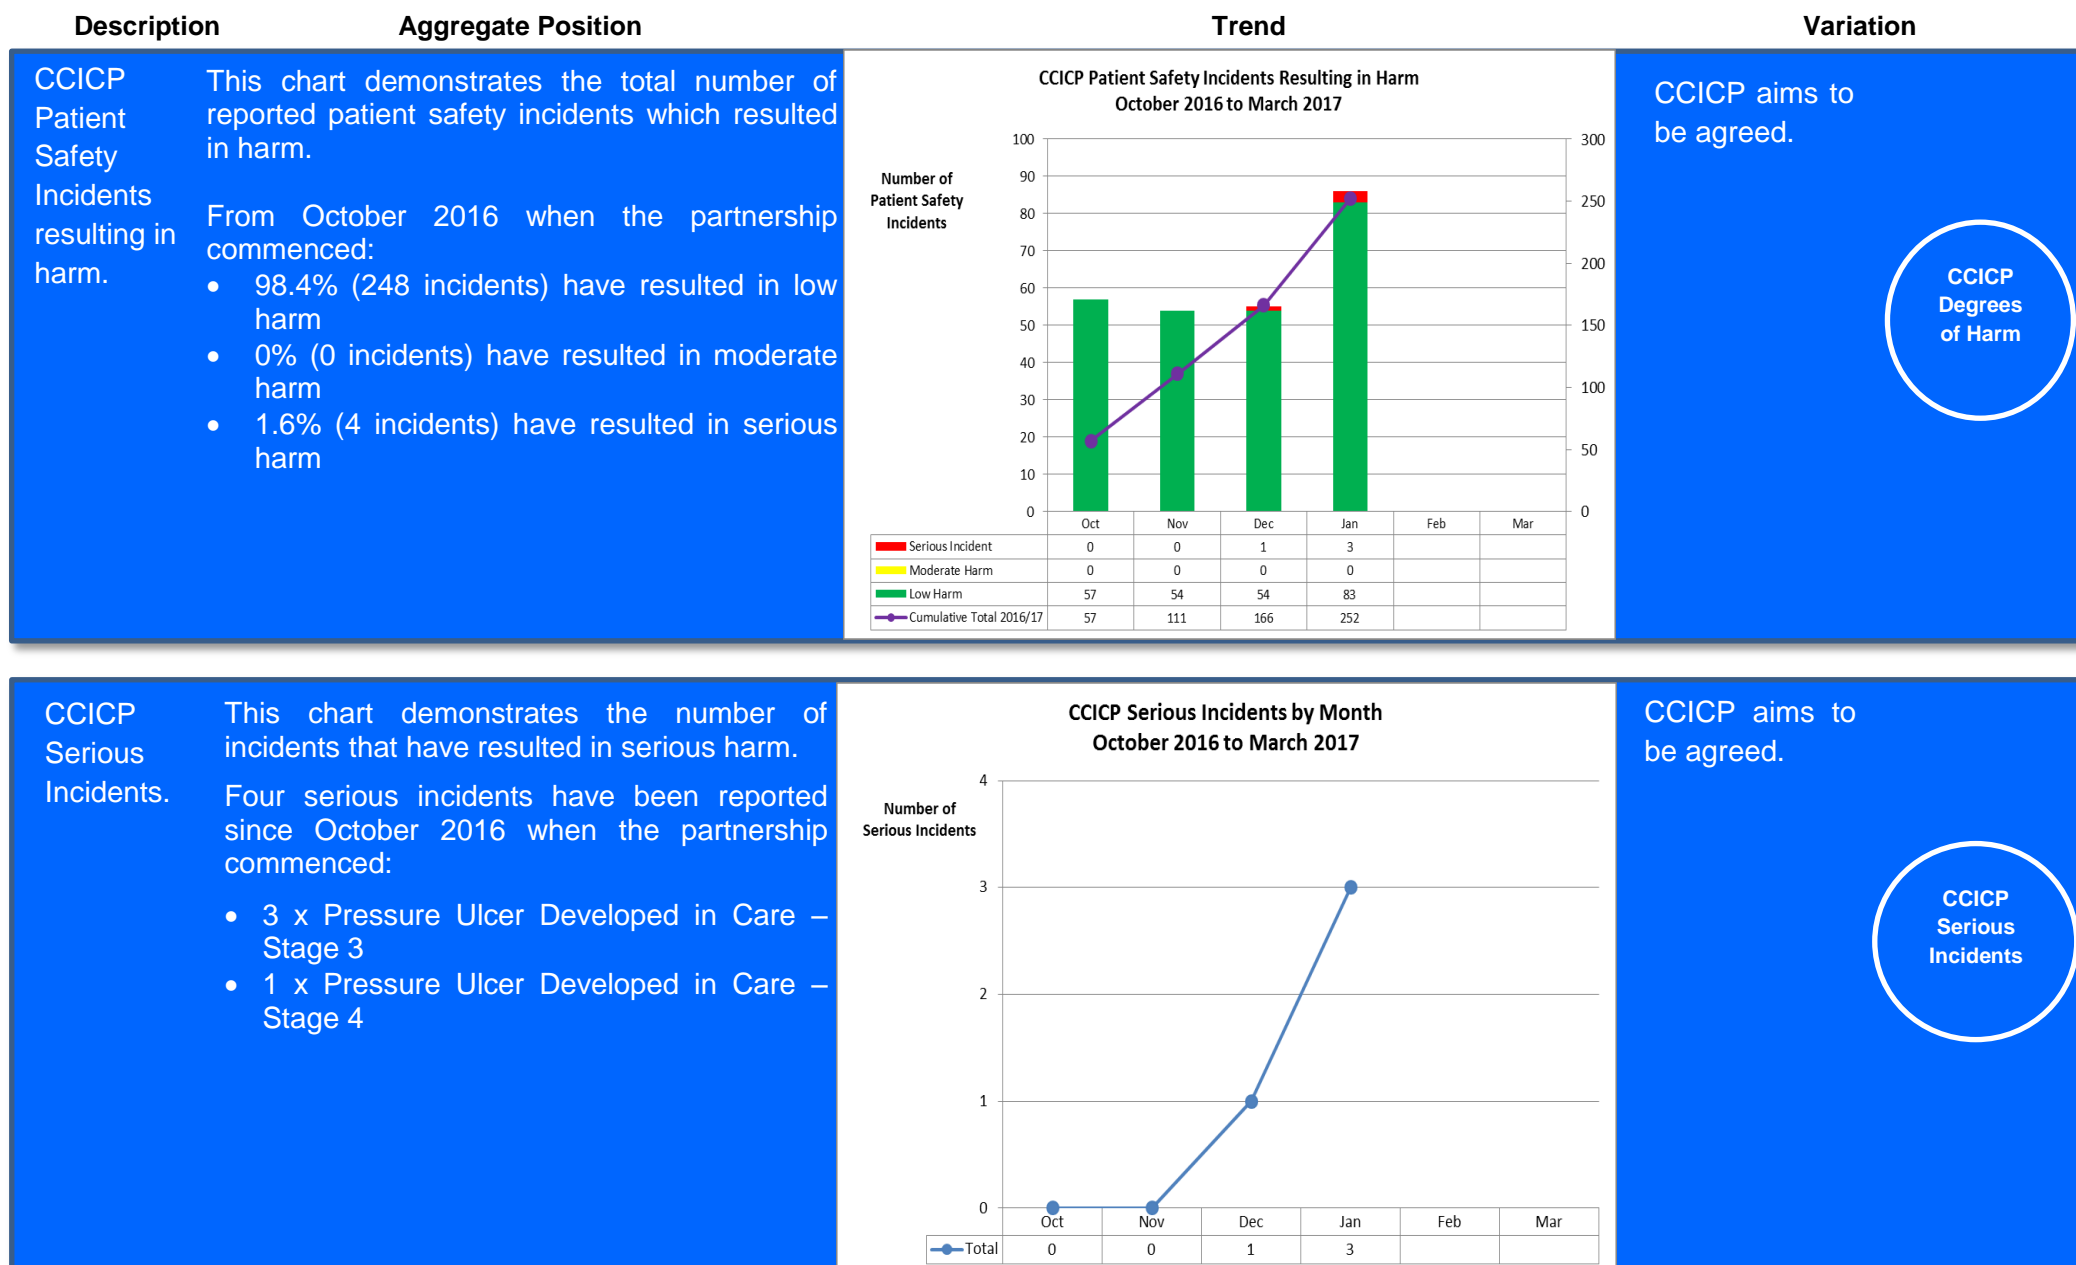 Description Aggregate Position Trend Variation
CCICP
Patient
Safety
Incidents
resulting in
harm.
This chart demonstrates the total number of
reported patient safety incidents which resulted
in harm.
From October 2016 when the partnership
commenced:
• 98.4% (248 incidents) have resulted in low
harm
• 0% (0 incidents) have resulted in moderate
harm
• 1.6% (4 incidents) have resulted in serious
harm
CCICP Patient Safety Incidents Resulting in Harm
October 2016 to March 2017
Number of
Patient Safety
Incidents
100
90
80
70
60
50
40
30
20
10
0
300
250
200
150
100
50
0
Oct Nov Dec Jan Feb Mar
Serious Incident 0 0 1 3
Moderate Harm 0 0 0 0
Low Harm 57 54 54 83
Cumulative Total 2016/17 57 111 166 252
CCICP aims to
be agreed.
CCICP
Degrees
of Harm
CCICP
Serious
Incidents.
This chart demonstrates the number of
incidents that have resulted in serious harm.
Four serious incidents have been reported
since October 2016 when the partnership
commenced:
• 3 x Pressure Ulcer Developed in Care –
Stage 3
• 1 x Pressure Ulcer Developed in Care –
Stage 4
CCICP Serious Incidents by Month
October 2016 to March 2017
Number of
Serious Incidents
4
3
2
1
0
Oct Nov Dec Jan Feb Mar
Total 0 0 1 3
CCICP aims to
be agreed.
CCICP
Serious
Incidents